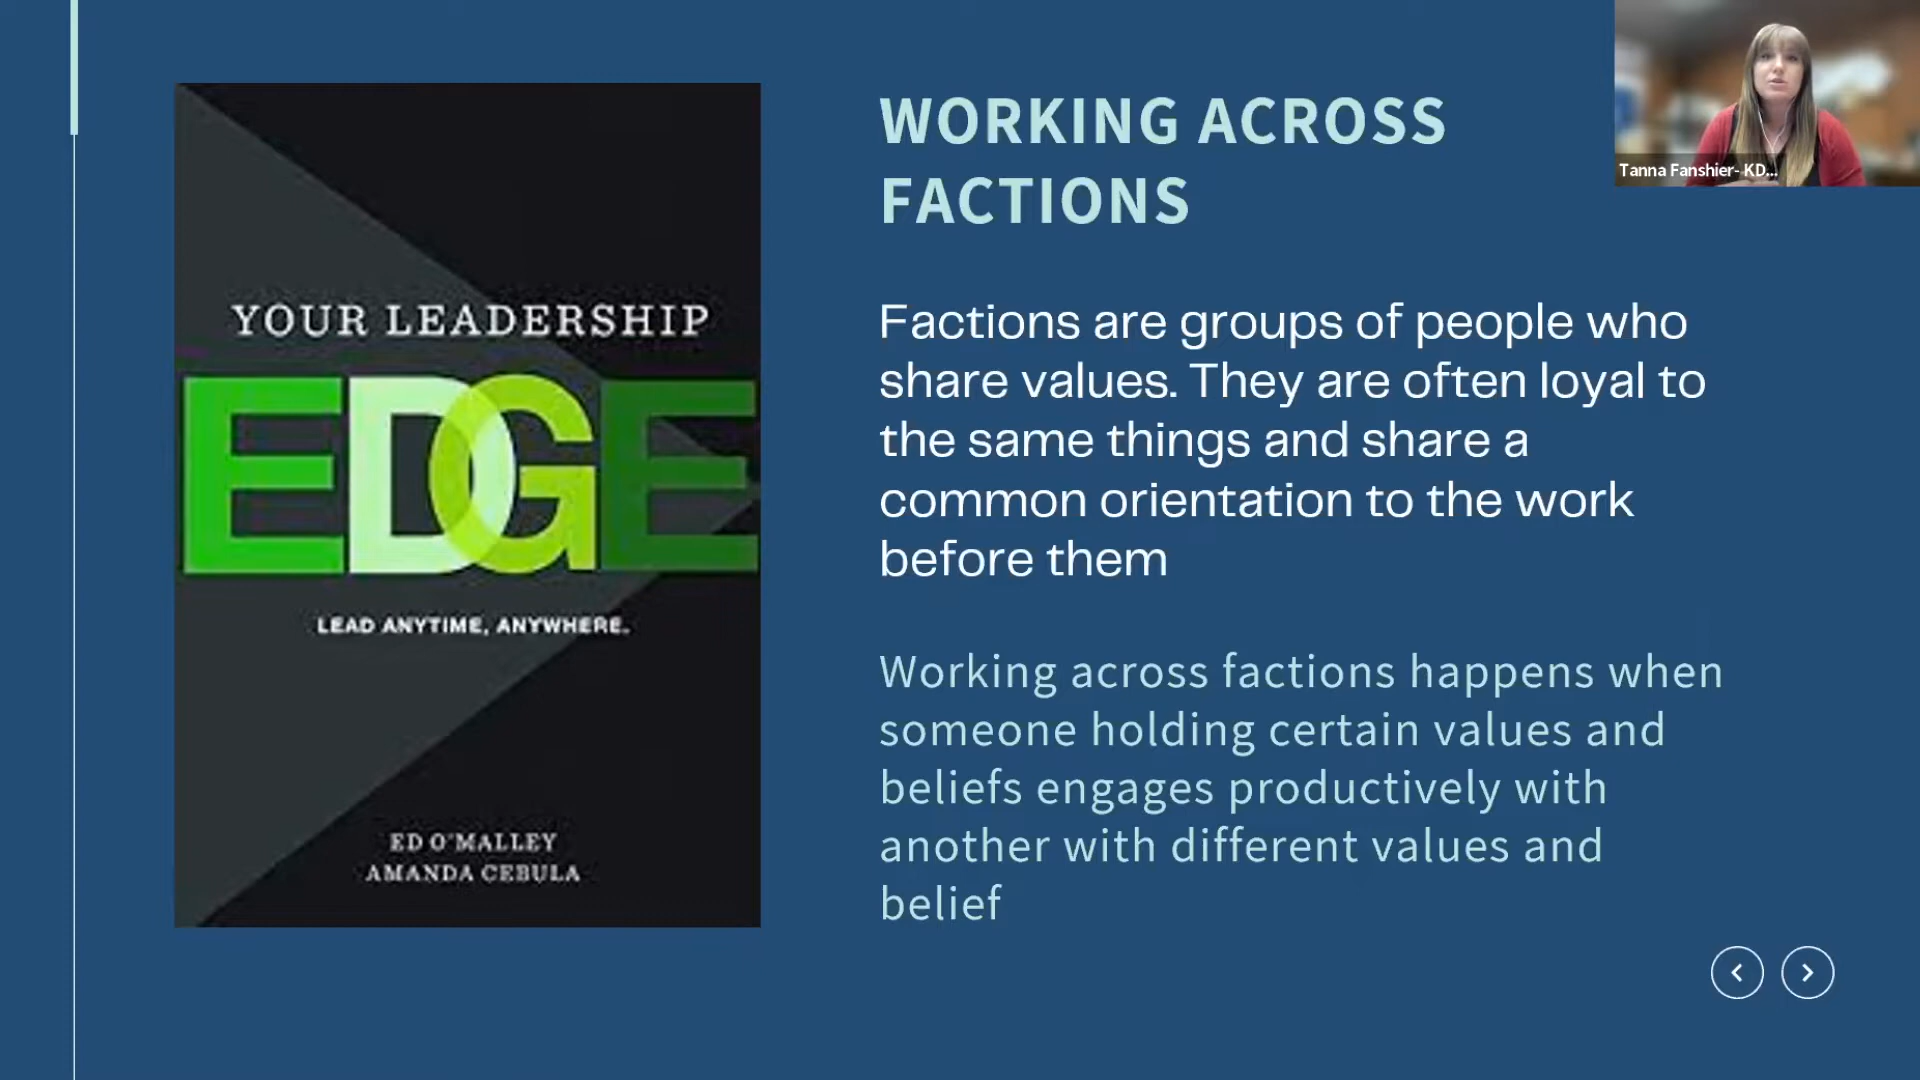 YOUR LEADERSHIP
EDGE
LEAD ANYTIME, ANYWHERE.
ED O'MALLEY
AMANDA CEBULA
WORKING ACROSS
FACTIONS
Factions are groups of people who
share values. They are often loyal to
the same things and share a
common orientation to the work
before them
Working across factions happens when
someone holding certain values and
beliefs engages productively with
another with different values and
belief
Tanna Fanshier- KD...